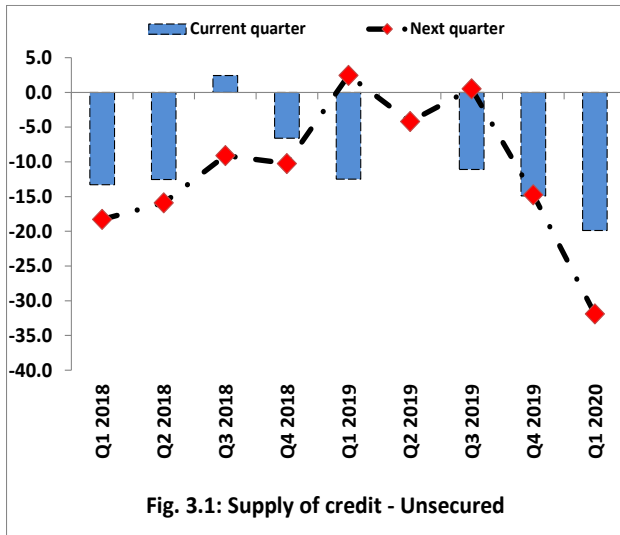 Current quarter Next quarter
5.0
0.0
-5.0
-10.0
-15.0
-20.0
-25.0
-30.0
-35.0
-40.0
Q1 2018
Q2 2018
Q3 2018
Q4 2018
Q1 2019
Q2 2019
Q3 2019
Q4 2019
Q1 2020
Fig. 3.1: Supply of credit - Unsecured